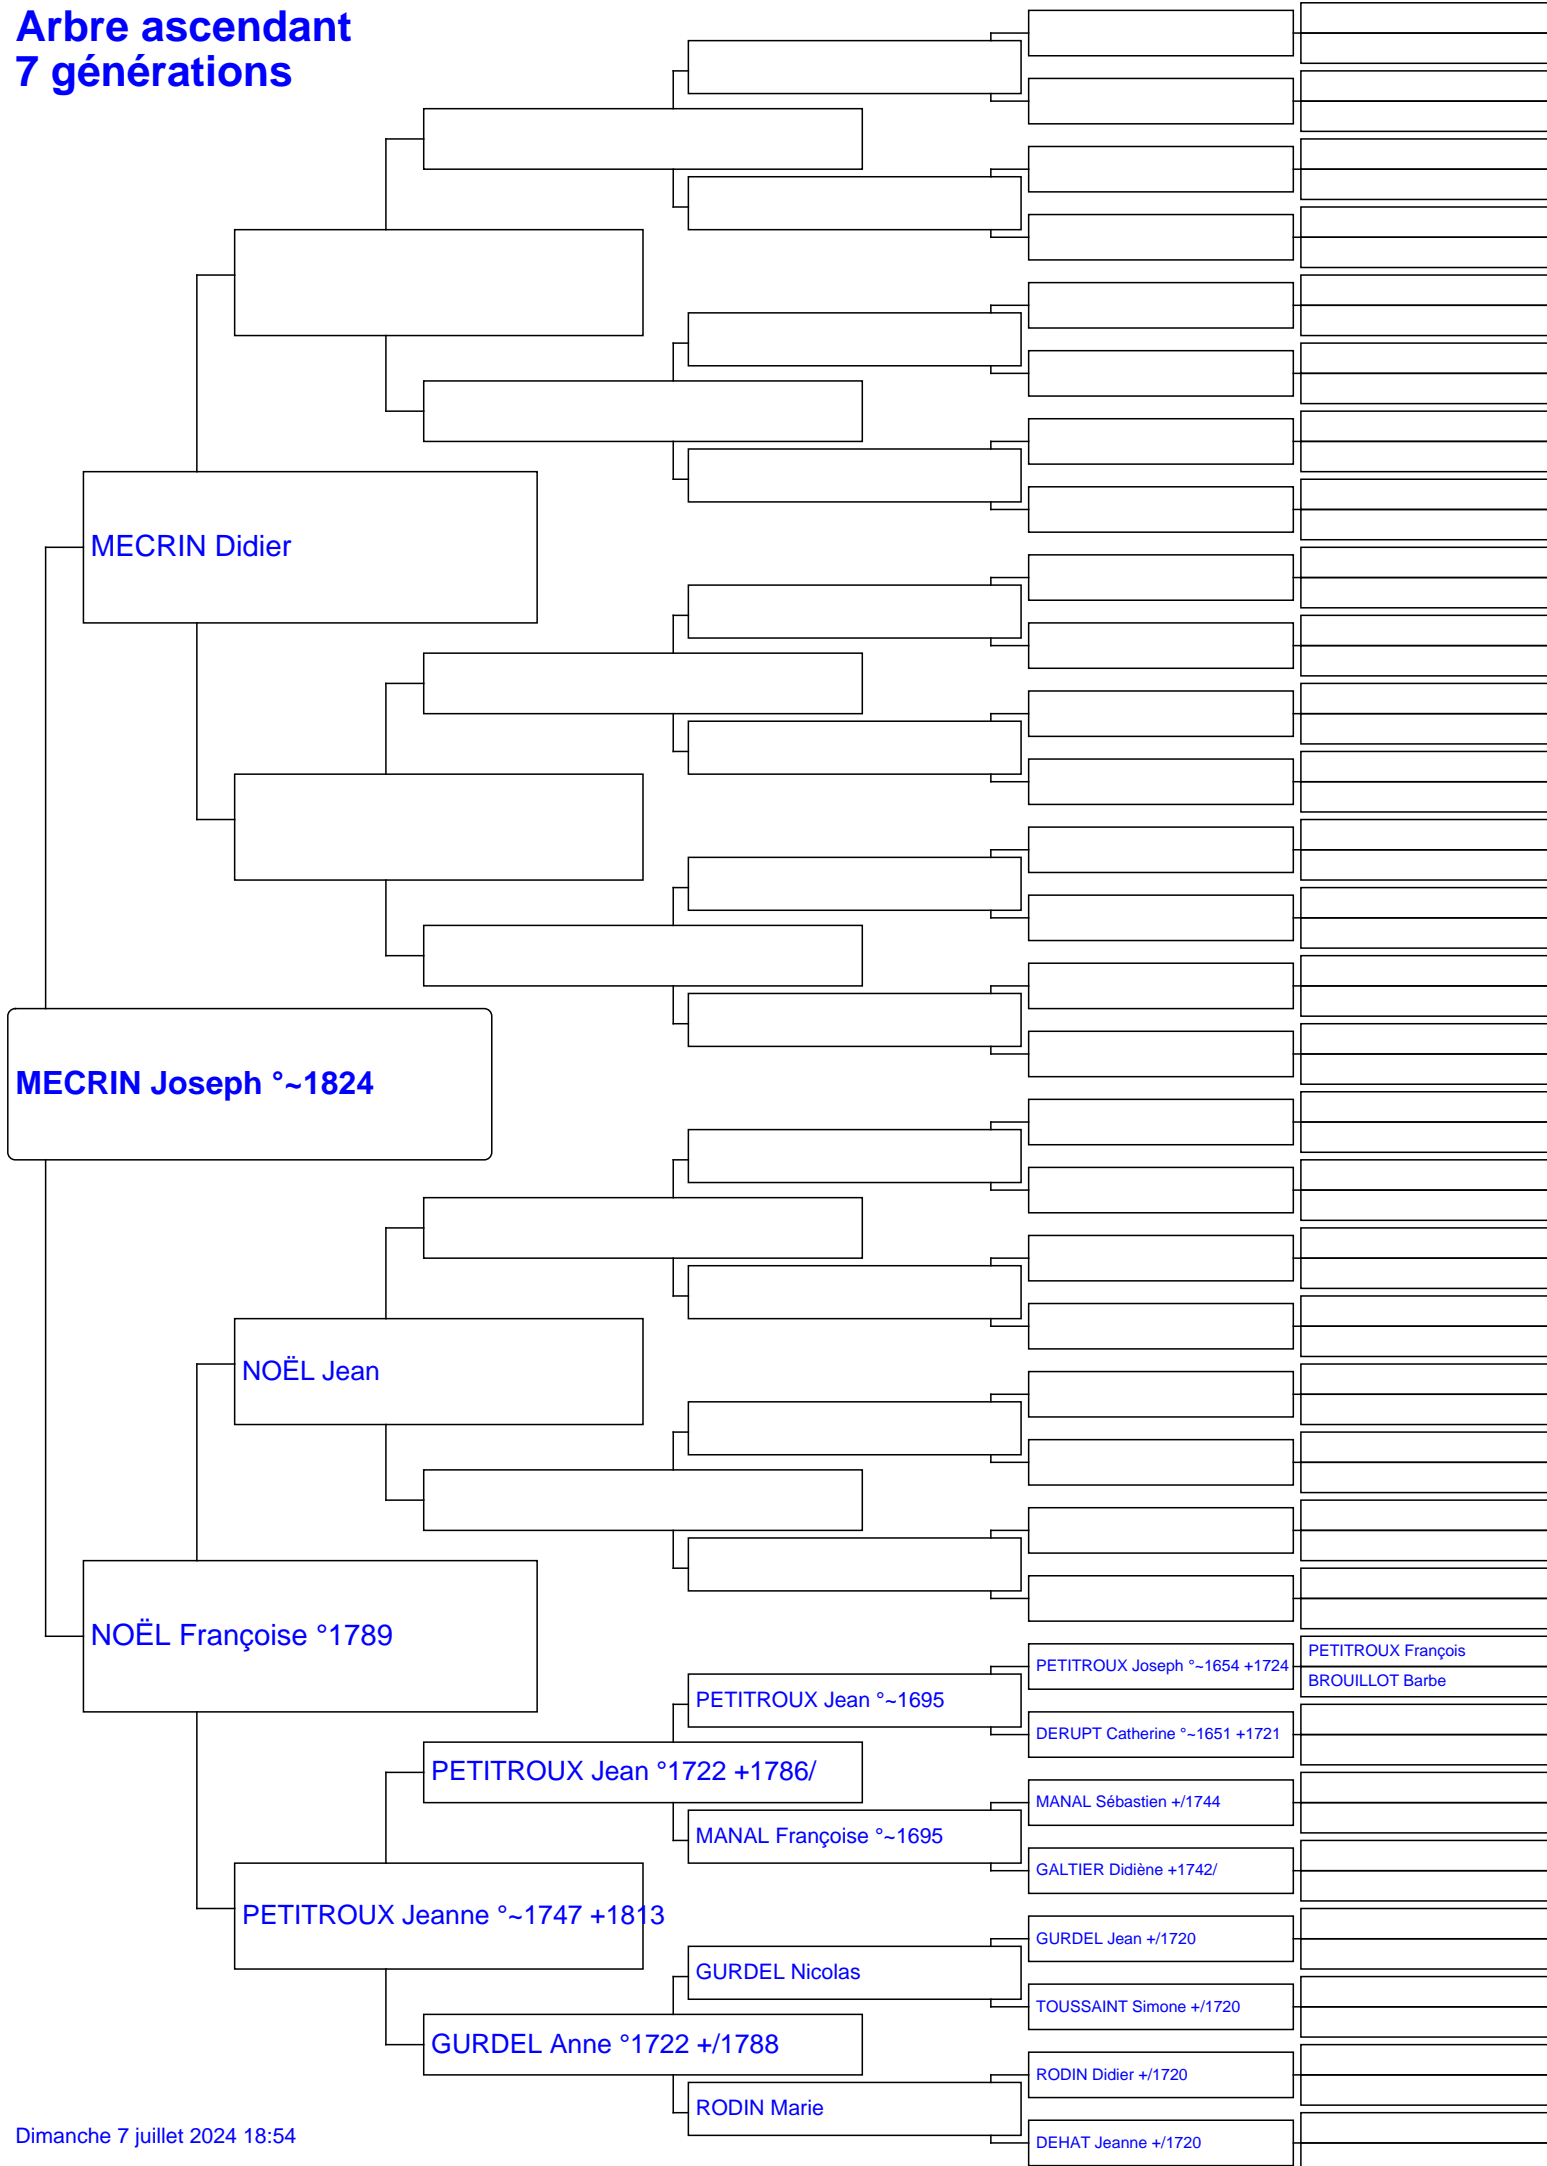 Arbre ascendant
7 générations
MECRIN Didier
MECRIN Joseph °~1824
NOËL Jean
NOËL Françoise °1789
PETITROUX Joseph °~1654 +1724
PETITROUX François
BROUILLOT Barbe
PETITROUX Jean °~1695
DERUPT Catherine °~1651 +1721
PETITROUX Jean °1722 +1786/
MANAL Sébastien +/1744
MANAL Françoise °~1695
GALTIER Didiène +1742/
PETITROUX Jeanne °~1747 +1813
GURDEL Jean +/1720
GURDEL Nicolas
TOUSSAINT Simone +/1720
GURDEL Anne °1722 +/1788
RODIN Didier +/1720
RODIN Marie
DEHAT Jeanne +/1720
Dimanche 7 juillet 2024 18:54